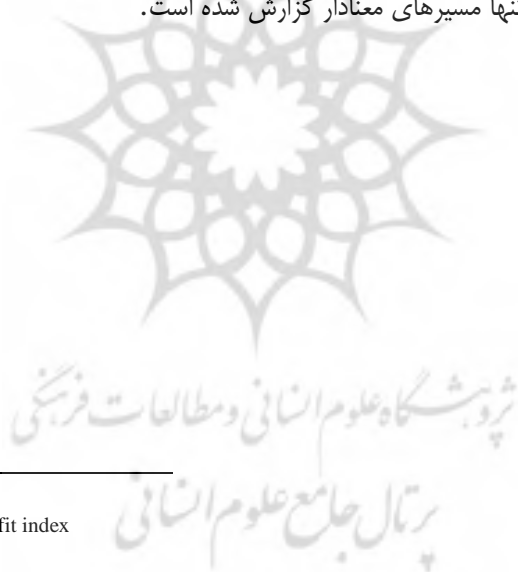 تنها مسیرهای معنادار گزارش شده است.
پژوهشگاه علوم انسانی و مطالعات فرهنگی
پرتال جامع علوم انسانی
fit index